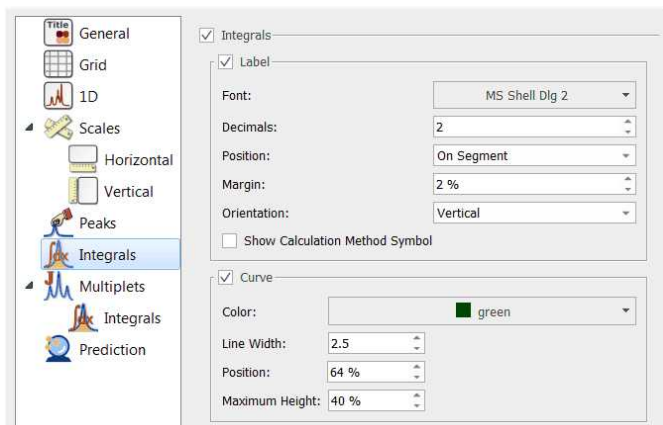 Title
General
Grid
1D
Scales
Horizontal
Vertical
Peaks
∫dx Integrals
J Multiplets
∫dx Integrals
Prediction
Integrals
Label
Font: MS Shell Dlg 2
Decimals: 2
Position: On Segment
Margin: 2 %
Orientation: Vertical
Show Calculation Method Symbol
Curve
Color: green
Line Width: 2.5
Position: 64 %
Maximum Height: 40 %